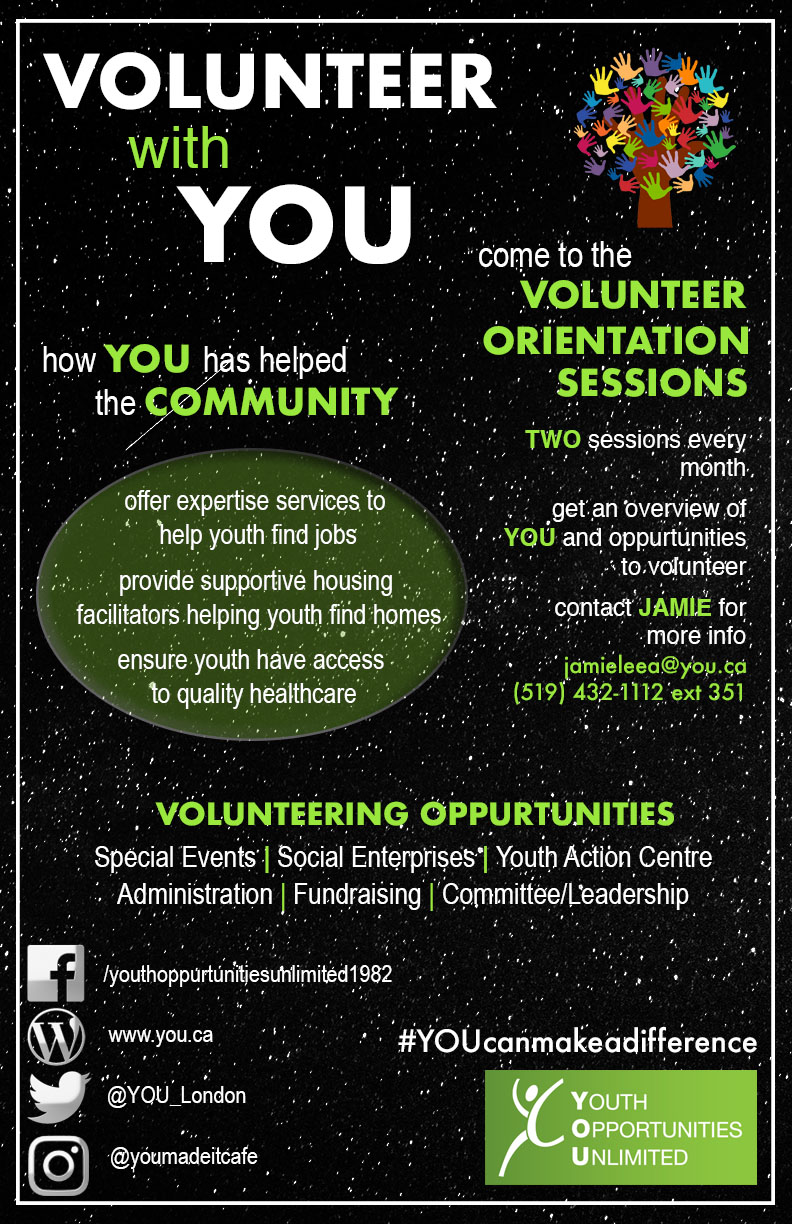 VOLUNTEER
with
YOU
come to the
VOLUNTEER
ORIENTATION
SESSIONS
TWO sessions every
month
get an overview of
YOU and oppurtunities
to volunteer
contact JAMIE for
more info
jamieleea@you.ca
(519) 432-1112 ext 351
how YOU has helped
the COMMUNITY
offer expertise services to
help youth find jobs
provide supportive housing
facilitators helping youth find homes
ensure youth have access
to quality healthcare
VOLUNTEERING OPPURTUNITIES
Special Events | Social Enterprises | Youth Action Centre
Administration | Fundraising | Committee/Leadership
/youthoppurtunitiesunlimited1982
www.you.ca
@YOU_London
@youmadeitcafe
#YOUcanmakeadifference
YOUTH
OPPORTUNITIES
UNLIMITED